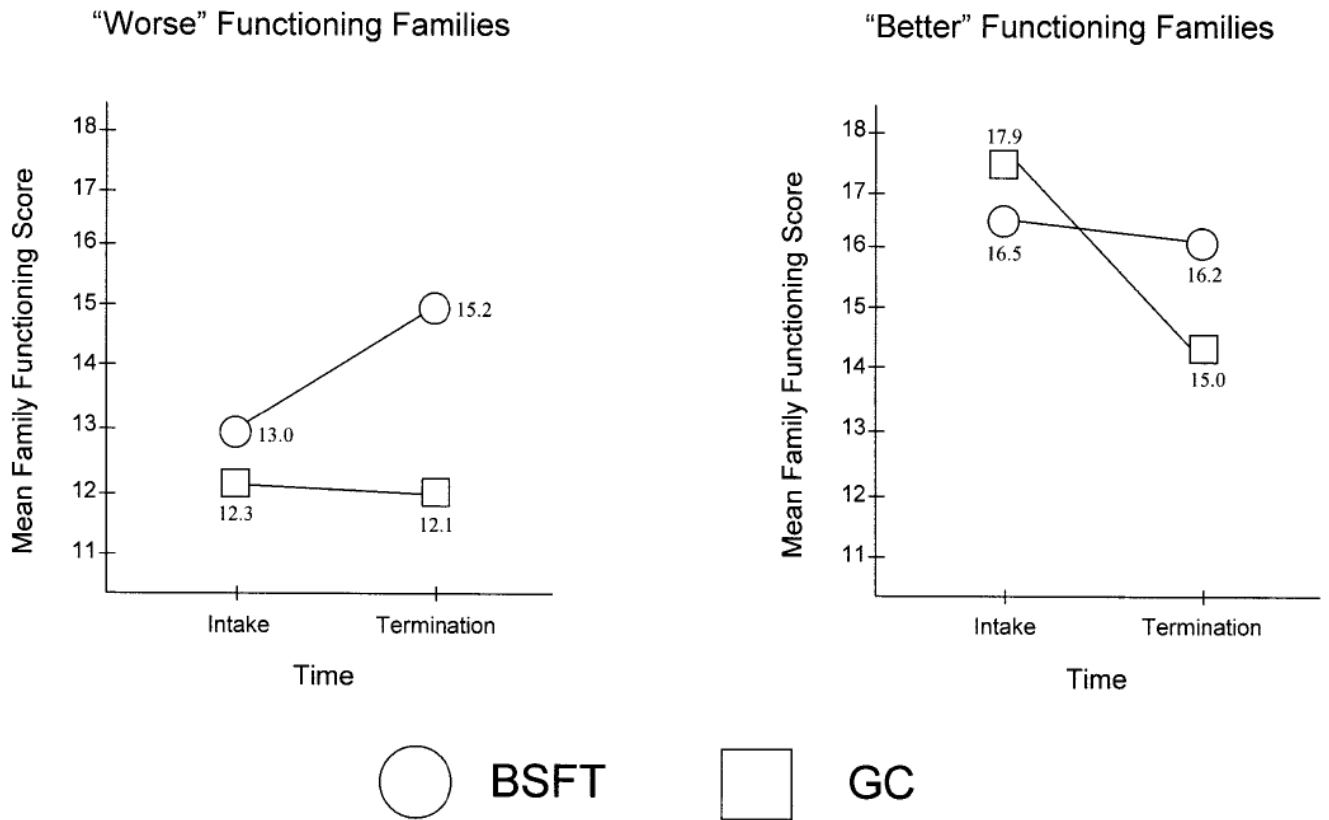 “Worse” Functioning Families
Mean Family Functioning Score
18
17
16
15
14
13
12
11
13.0
15.2
12.3
12.1
Intake
Termination
Time
“Better” Functioning Families
Mean Family Functioning Score
18
17
16
15
14
13
12
11
17.9
16.5
16.2
15.0
Intake
Termination
Time
BSFT
GC